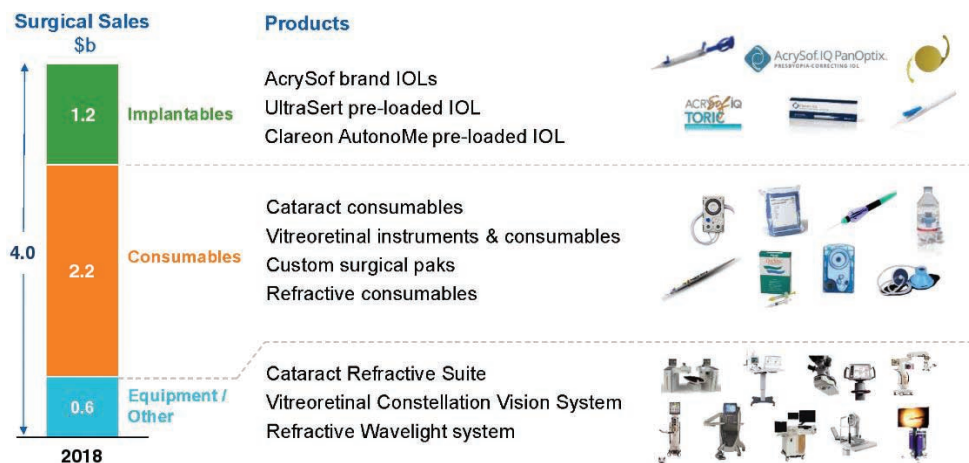 Surgical Sales
$b
Products
1.2
Implantables
AcrySof brand IOLs
UltraSert pre-loaded IOL
Clareon AutonoMe pre-loaded IOL
AcrySof IQ PanOptix
PRESBYOPIA-CORRECTING IOL
ACRYSof IQ
TORIC
4.0
2.2
Consumables
Cataract consumables
Vitreoretinal instruments & consumables
Custom surgical paks
Refractive consumables
0.6
Equipment /
Other
Cataract Refractive Suite
Vitreoretinal Constellation Vision System
Refractive Wavelight system
2018